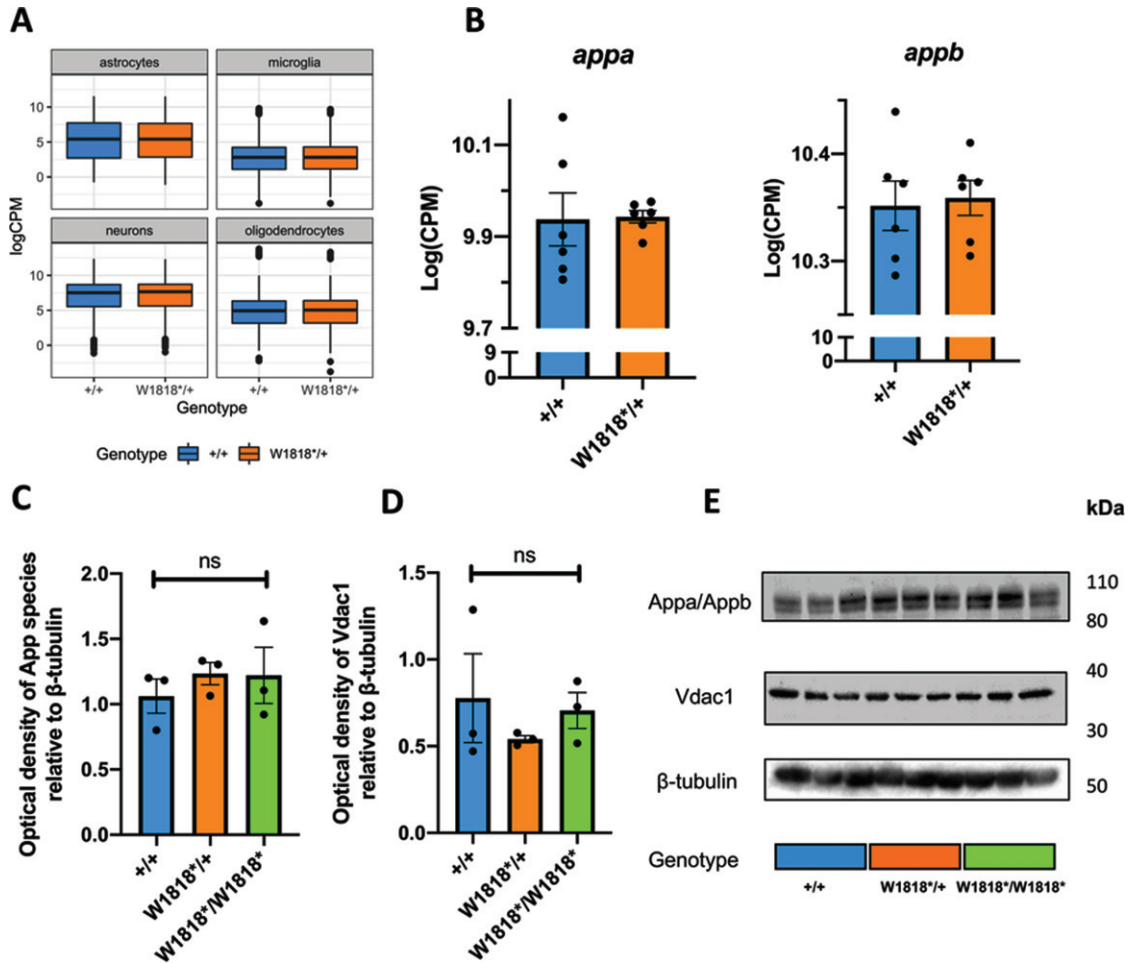 A
astrocytes
microglia
10
5
0
neurons
oligodendrocytes
10
5
0
logCPM
+/+
W1818*/+
+/+
W1818*/+
Genotype
Genotype
+/+
W1818*/+
B
appa
Log(CPM)
10.1
9.9
9.7
9
0
+/+
W1818*/+
appb
Log(CPM)
10.4
10.3
10
0
+/+
W1818*/+
C
Optical density of App species
relative to β-tubulin
ns
2.0
1.5
1.0
0.5
0.0
+/+
W1818*/+
W1818*/W1818*
D
Optical density of Vdac1
relative to β-tubulin
ns
1.5
1.0
0.5
0.0
+/+
W1818*/+
W1818*/W1818*
E
kDa
Appa/Appb
110
80
Vdac1
40
30
β-tubulin
50
Genotype
+/+
W1818*/+
W1818*/W1818*